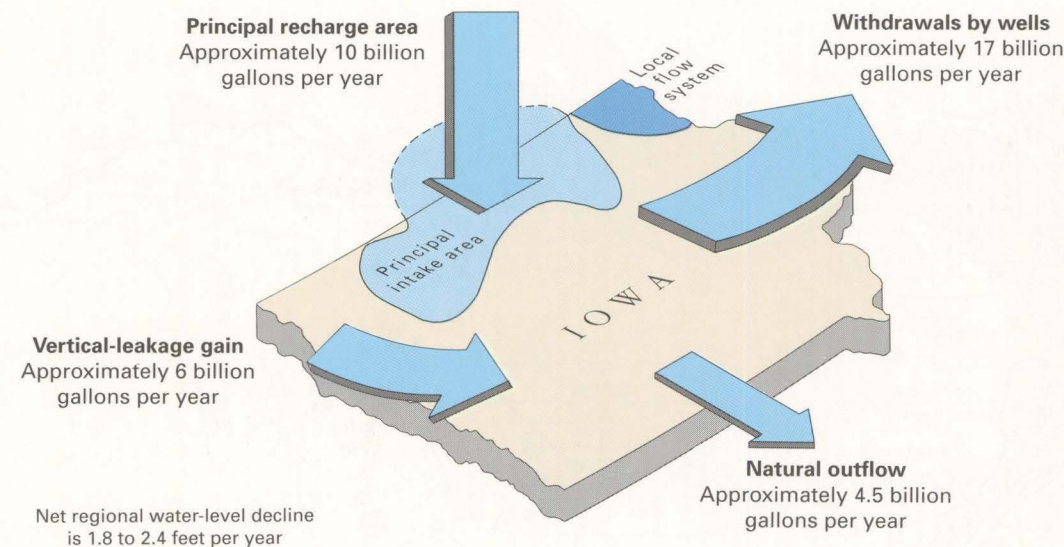 Principal recharge area
Approximately 10 billion
gallons per year
Withdrawals by wells
Approximately 17 billion
gallons per year
Local
flow
system
Principal
intake area
IOWA
Vertical-leakage gain
Approximately 6 billion
gallons per year
Natural outflow
Approximately 4.5 billion
gallons per year
Net regional water-level decline
is 1.8 to 2.4 feet per year